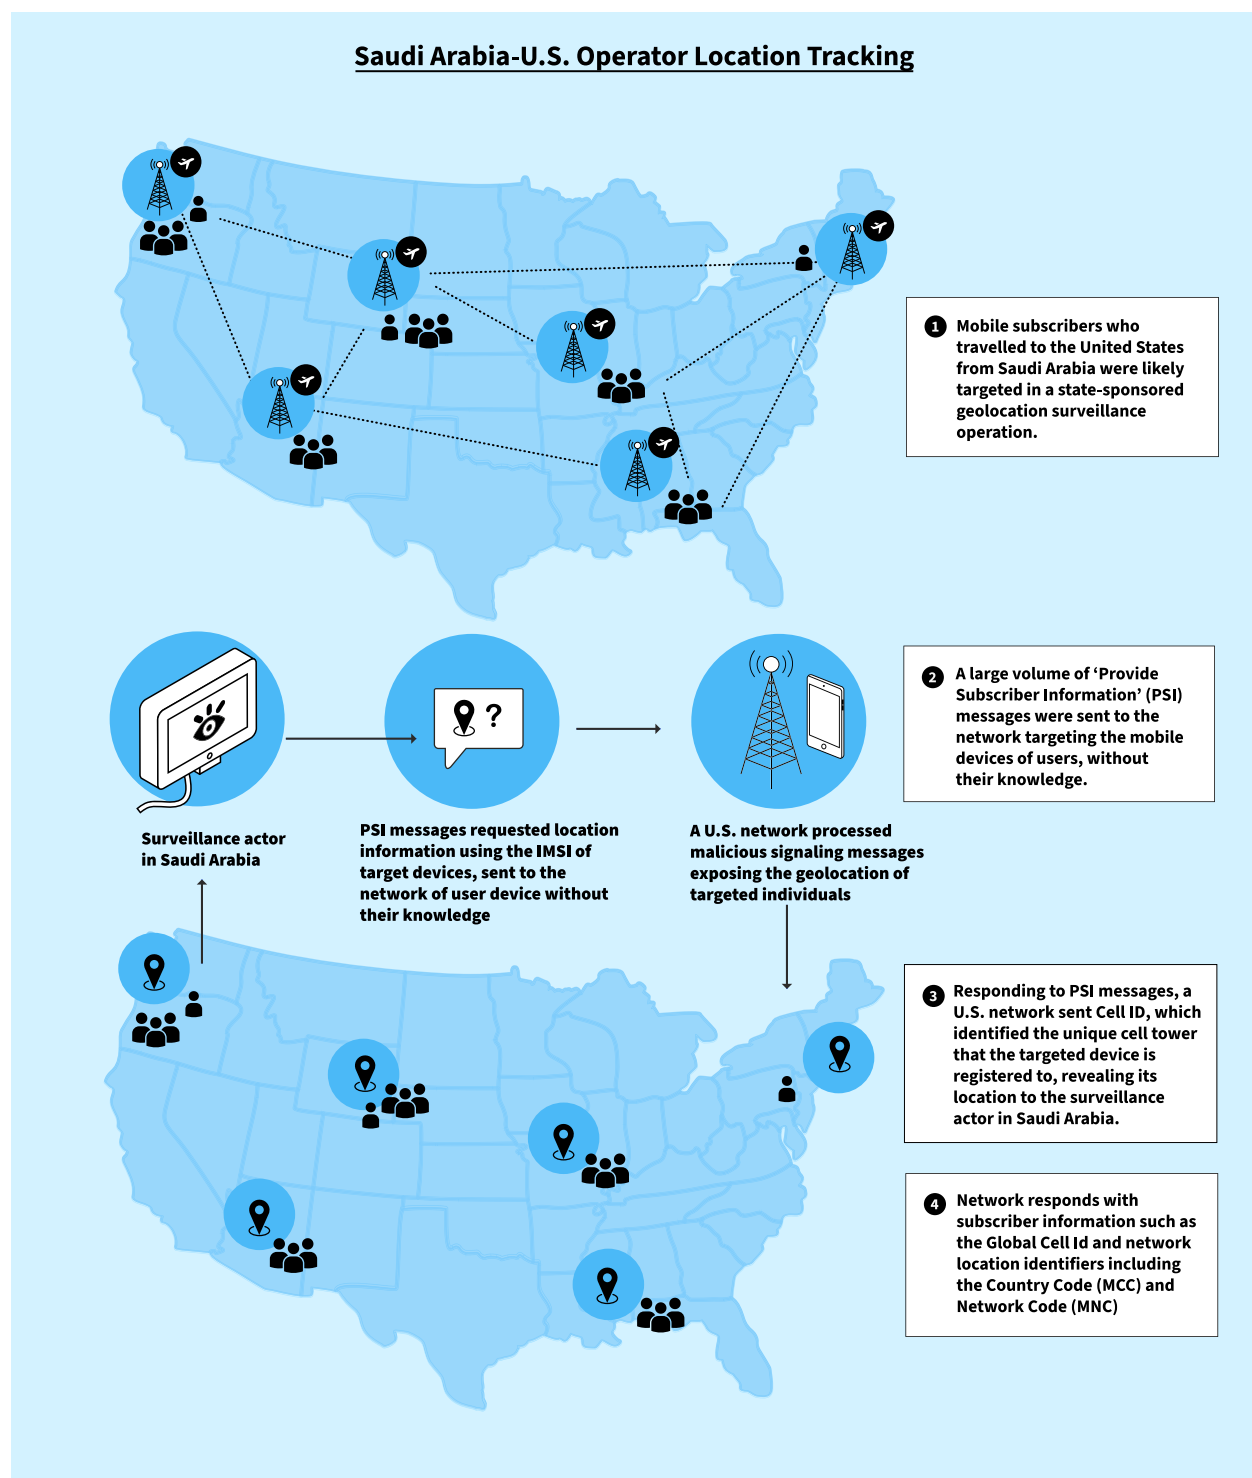 Saudi Arabia-U.S. Operator Location Tracking
1 Mobile subscribers who
travelled to the United States
from Saudi Arabia were likely
targeted in a state-sponsored
geolocation surveillance
operation.
?
2 A large volume of ‘Provide
Subscriber Information’ (PSI)
messages were sent to the
network targeting the mobile
devices of users, without
their knowledge.
Surveillance actor
in Saudi Arabia
PSI messages requested location
information using the IMSI of
target devices, sent to the
network of user device without
their knowledge
A U.S. network processed
malicious signaling messages
exposing the geolocation of
targeted individuals
3 Responding to PSI messages, a
U.S. network sent Cell ID, which
identified the unique cell tower
that the targeted device is
registered to, revealing its
location to the surveillance
actor in Saudi Arabia.
4 Network responds with
subscriber information such as
the Global Cell Id and network
location identifiers including
the Country Code (MCC) and
Network Code (MNC)